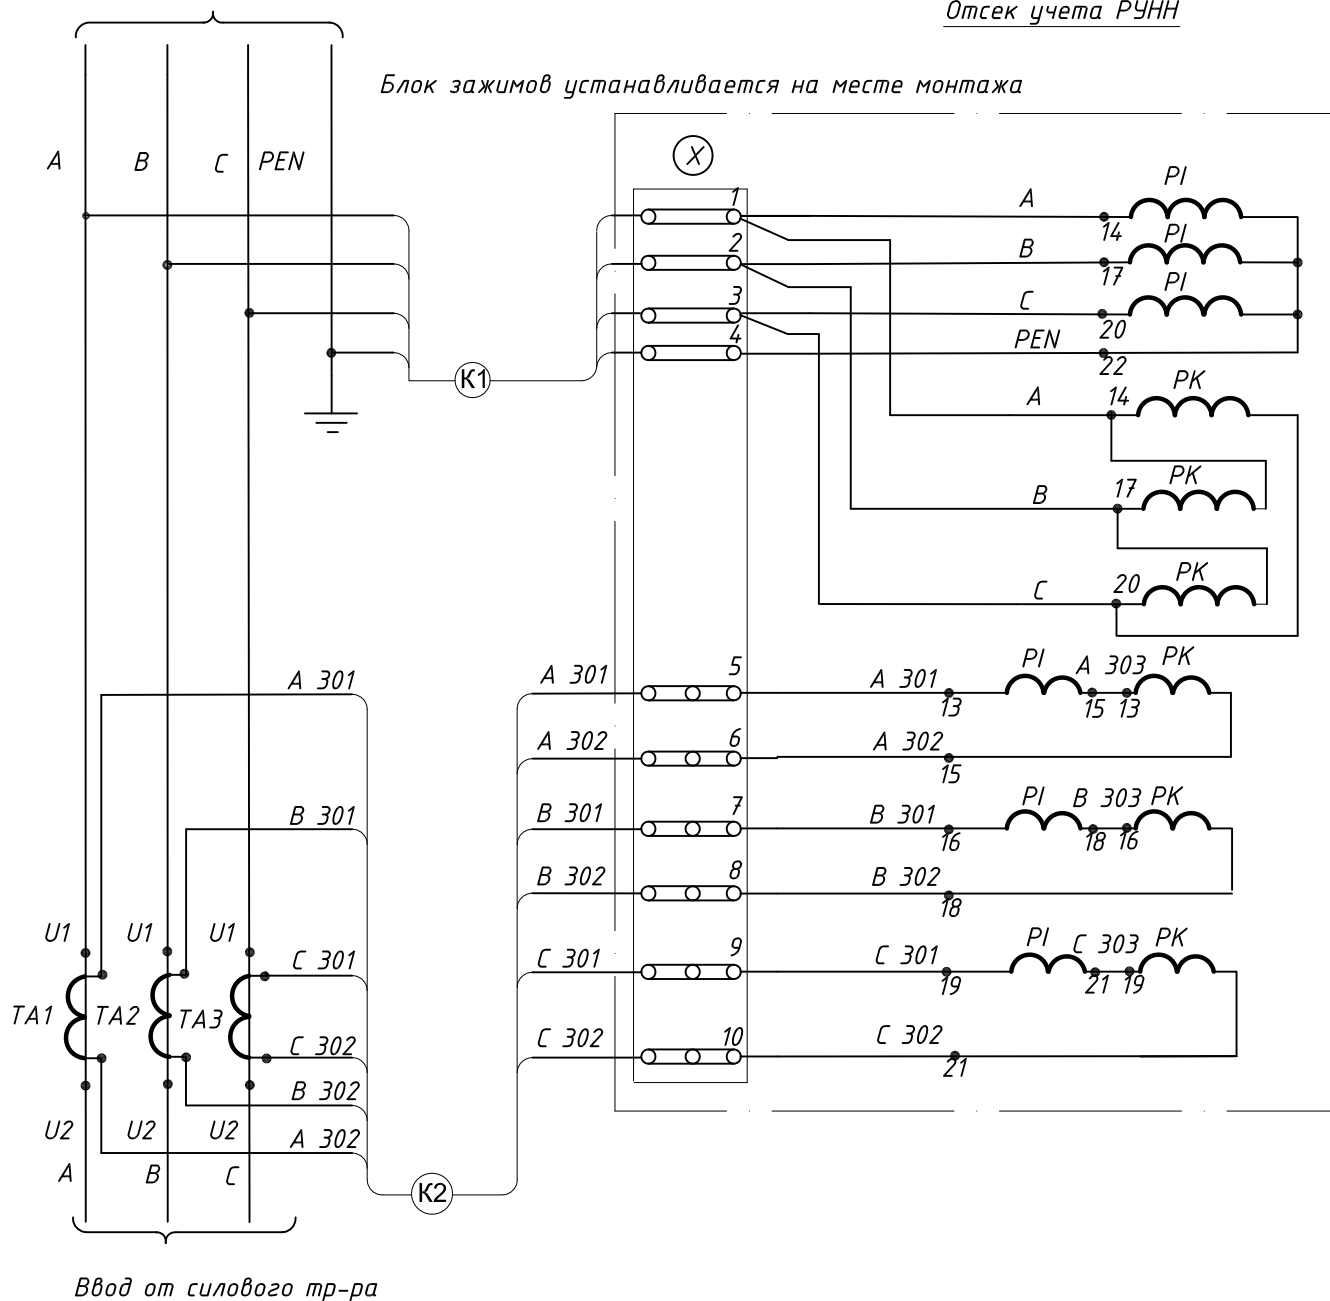 Отсек учета РУНН
Блок зажимов устанавливается на месте монтажа
A B C PEN
X
1 A 14 PI
2 B 17 PI
3 C 20 PI
4 PEN 22
K1
A 14 PK
B 17 PK
C 20 PK
A 301 A 301 5 A 301 13 PI 15 A 303 13 PK
A 302 6 A 302 15
B 301 B 301 7 B 301 16 PI 18 B 303 16 PK
B 302 8 B 302 18
U1 U1 U1
C 301 C 301 9 C 301 19 PI 21 C 303 19 PK
TA1 TA2 TA3
C 302 C 302 10 C 302 21
B 302
U2 U2 U2
A 302
A B C
K2
Ввод от силового тр-ра